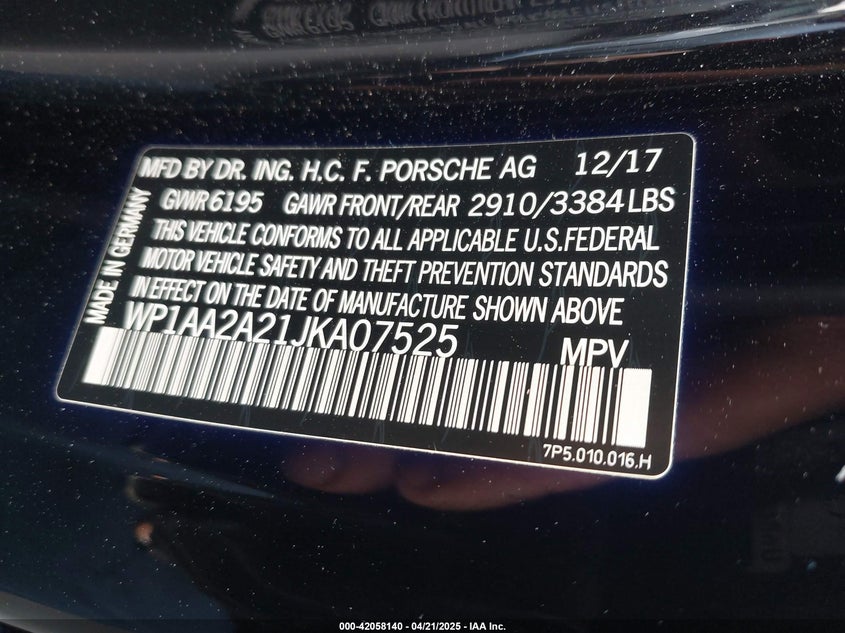 MFD BY DR. ING. H.C. F. PORSCHE AG 12/17
GVWR 6195 GAWR FRONT/REAR 2910/3384 LBS
THIS VEHICLE CONFORMS TO ALL APPLICABLE U.S.FEDERAL
MOTOR VEHICLE SAFETY AND THEFT PREVENTION STANDARDS
IN EFFECT ON THE DATE OF MANUFACTURE SHOWN ABOVE
MADE IN GERMANY
WP1AA2A21JKA07525 MPV
7P5.010.016.H
000-42058140 - 04/21/2025 - IAA Inc.